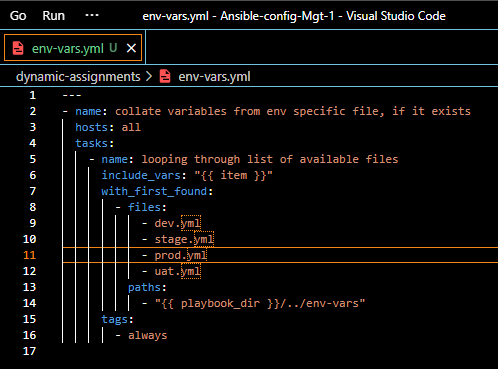 Go Run ... env-vars.yml - Ansible-config-Mgt-1 - Visual Studio Code
env-vars.yml U ×
dynamic-assignments > env-vars.yml
1 ---
2 - name: collate variables from env specific file, if it exists
3 hosts: all
4 tasks:
5 - name: looping through list of available files
6 include_vars: "{{ item }}"
7 with_first_found:
8 - files:
9 - dev.yml
10 - stage.yml
11 - prod.yml
12 - uat.yml
13 paths:
14 - "{{ playbook_dir }}/../env-vars"
15 tags:
16 - always
17